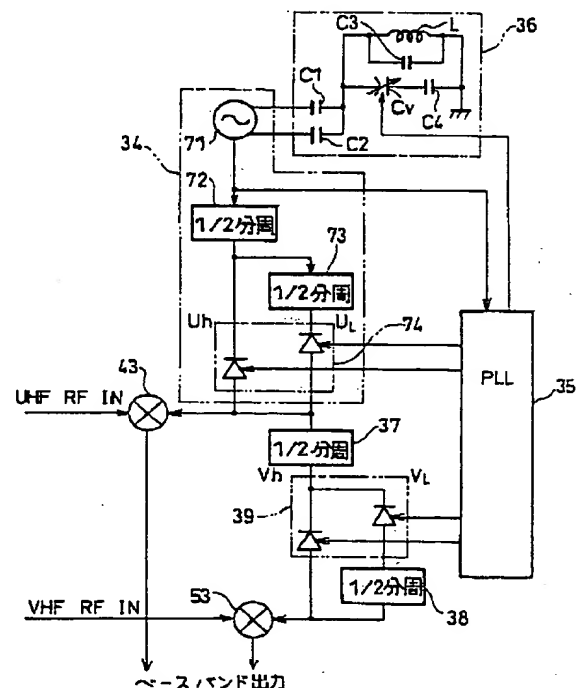 C3
L
36
C1
Cv
C4
C2
71
34
72
1/2分周
73
1/2分周
Uh
UL
74
43
PLL
35
UHF RF IN
37
1/2分周
Vh
VL
39
1/2分周
38
53
VHF RF IN
ベースバンド出力